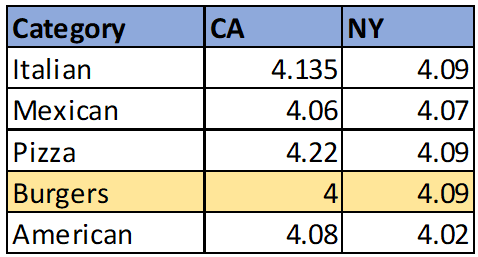 Category CA NY
Italian 4.135 4.09
Mexican 4.06 4.07
Pizza 4.22 4.09
Burgers 4 4.09
American 4.08 4.02